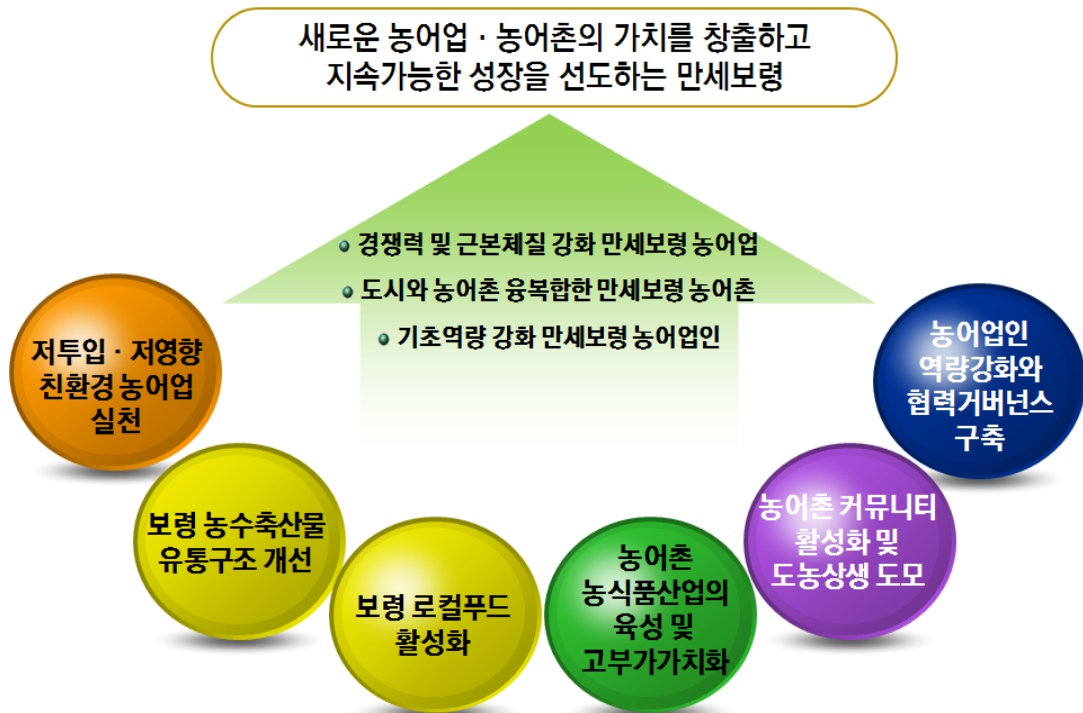 새로운 농어업 · 농어촌의 가치를 창출하고
지속가능한 성장을 선도하는 만세보령
경쟁력 및 근본체질 강화 만세보령 농어업
도시와 농어촌 융복합한 만세보령 농어촌
기초역량 강화 만세보령 농어업인
저투입 · 저영향
친환경 농어업
실천
보령 농수축산물
유통구조 개선
보령 로컬푸드
활성화
농어촌
농식품산업의
육성 및
고부가가치화
농어촌 커뮤니티
활성화 및
도농상생 도모
농어업인
역량강화와
협력거버넌스
구축